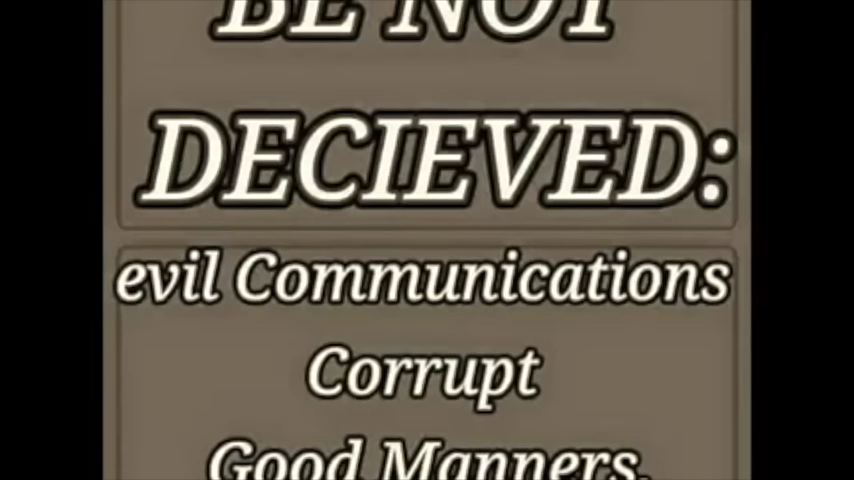 BE NOT
DECIEVED:
evil Communications
Corrupt
Good Manners.